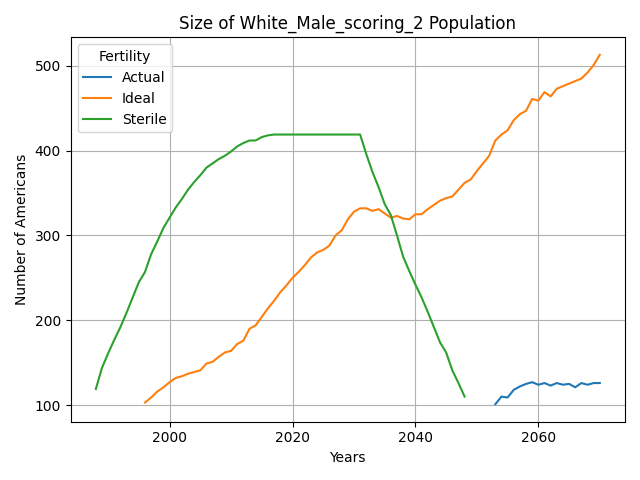 Size of White_Male_scoring_2 Population
Fertility
Actual
Ideal
Sterile
Number of Americans
500
400
300
200
100
2000
2020
2040
2060
Years